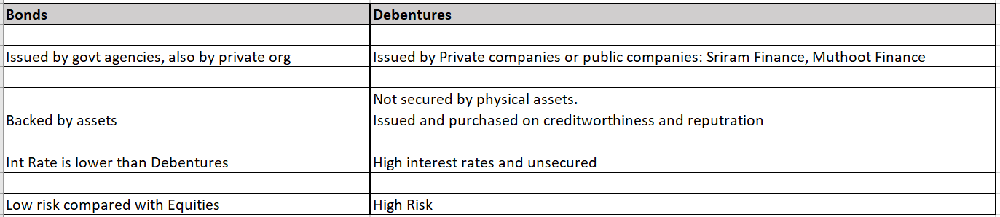 Bonds
Debentures
Issued by govt agencies, also by private org
Issued by Private companies or public companies: Sriram Finance, Muthoot Finance
Backed by assets
Not secured by physical assets.
Issued and purchased on creditworthiness and reputration
Int Rate is lower than Debentures
High interest rates and unsecured
Low risk compared with Equities
High Risk